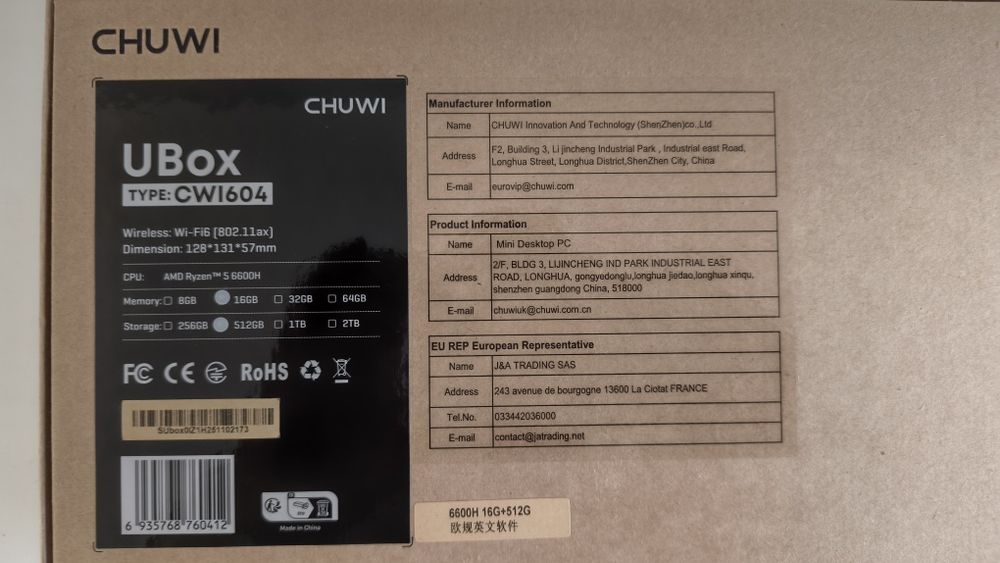 CHUWI
CHUWI
UBox
TYPE: CWI604
Wireless: Wi-Fi6 (802.11ax)
Dimension: 128*131*57mm
CPU: AMD Ryzen™ 5 6600H
Memory: 8GB 16GB 32GB 64GB
Storage: 256GB 512GB 1TB 2TB
FC CE RoHS
SUbox0IZ1H251102173
6 935768 760412
Made in China
Manufacturer Information
Name CHUWI Innovation And Technology (ShenZhen)co.,Ltd
Address F2, Building 3, Li jincheng Industrial Park , Industrial east Road,
Longhua Street, Longhua District,ShenZhen City, China
E-mail eurovip@chuwi.com
Product Information
Name Mini Desktop PC
Address 2/F, BLDG 3, LIJINCHENG IND PARK INDUSTRIAL EAST
ROAD, LONGHUA, gongyedonglu,longhua jiedao,longhua xinqu,
shenzhen guangdong China, 518000
E-mail chuwiuk@chuwi.com.cn
EU REP European Representative
Name J&A TRADING SAS
Address 243 avenue de bourgogne 13600 La Ciotat FRANCE
Tel.No. 033442036000
E-mail contact@jatrading.net
6600H 16G+512G
欧规英文软件